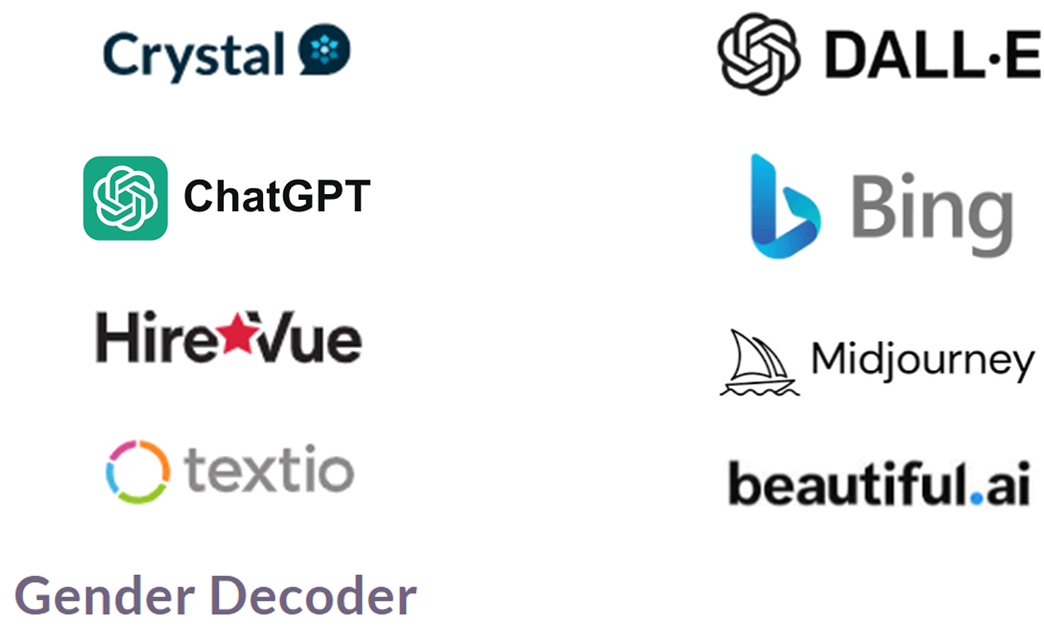 Crystal
ChatGPT
HireVue
textio
Gender Decoder
DALL·E
Bing
Midjourney
beautiful.ai